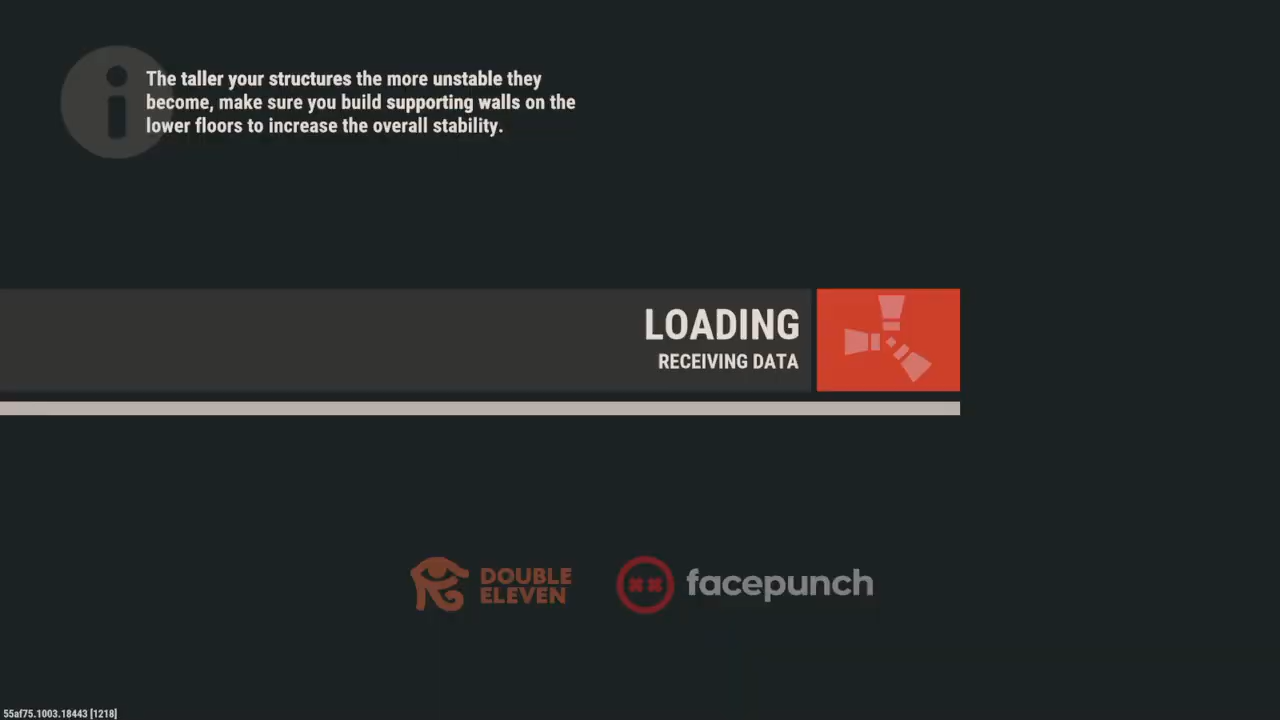 The taller your structures the more unstable they
become, make sure you build supporting walls on the
lower floors to increase the overall stability.
LOADING
RECEIVING DATA
DOUBLE
ELEVEN
facepunch
55af75.1003.18443 [1218]